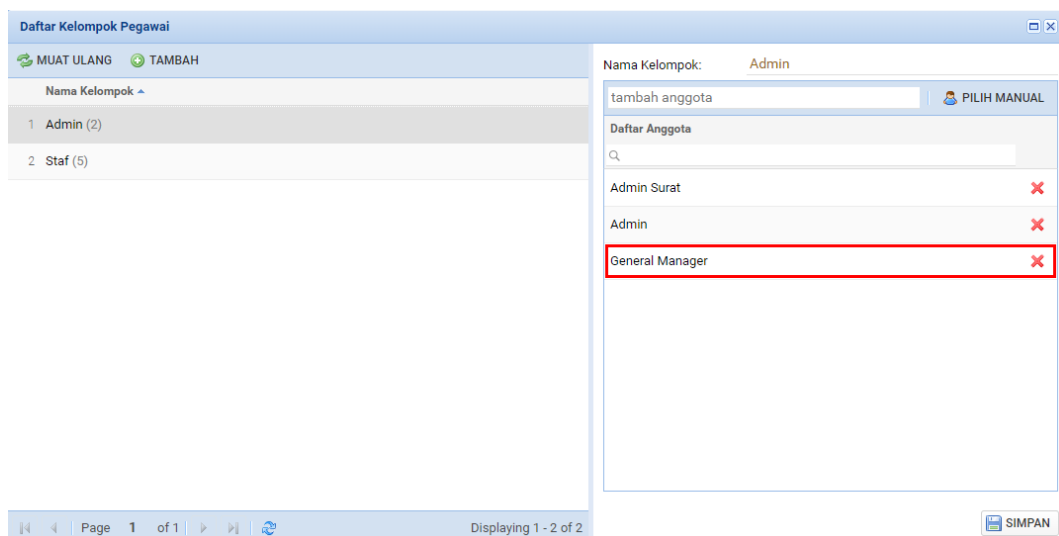 Daftar Kelompok Pegawai
MUAT ULANG TAMBAH
Nama Kelompok
1 Admin (2)
2 Staf (5)
Page 1 of 1
Displaying 1 - 2 of 2
Nama Kelompok: Admin
tambah anggota PILIH MANUAL
Daftar Anggota
Admin Surat
Admin
General Manager
SIMPAN